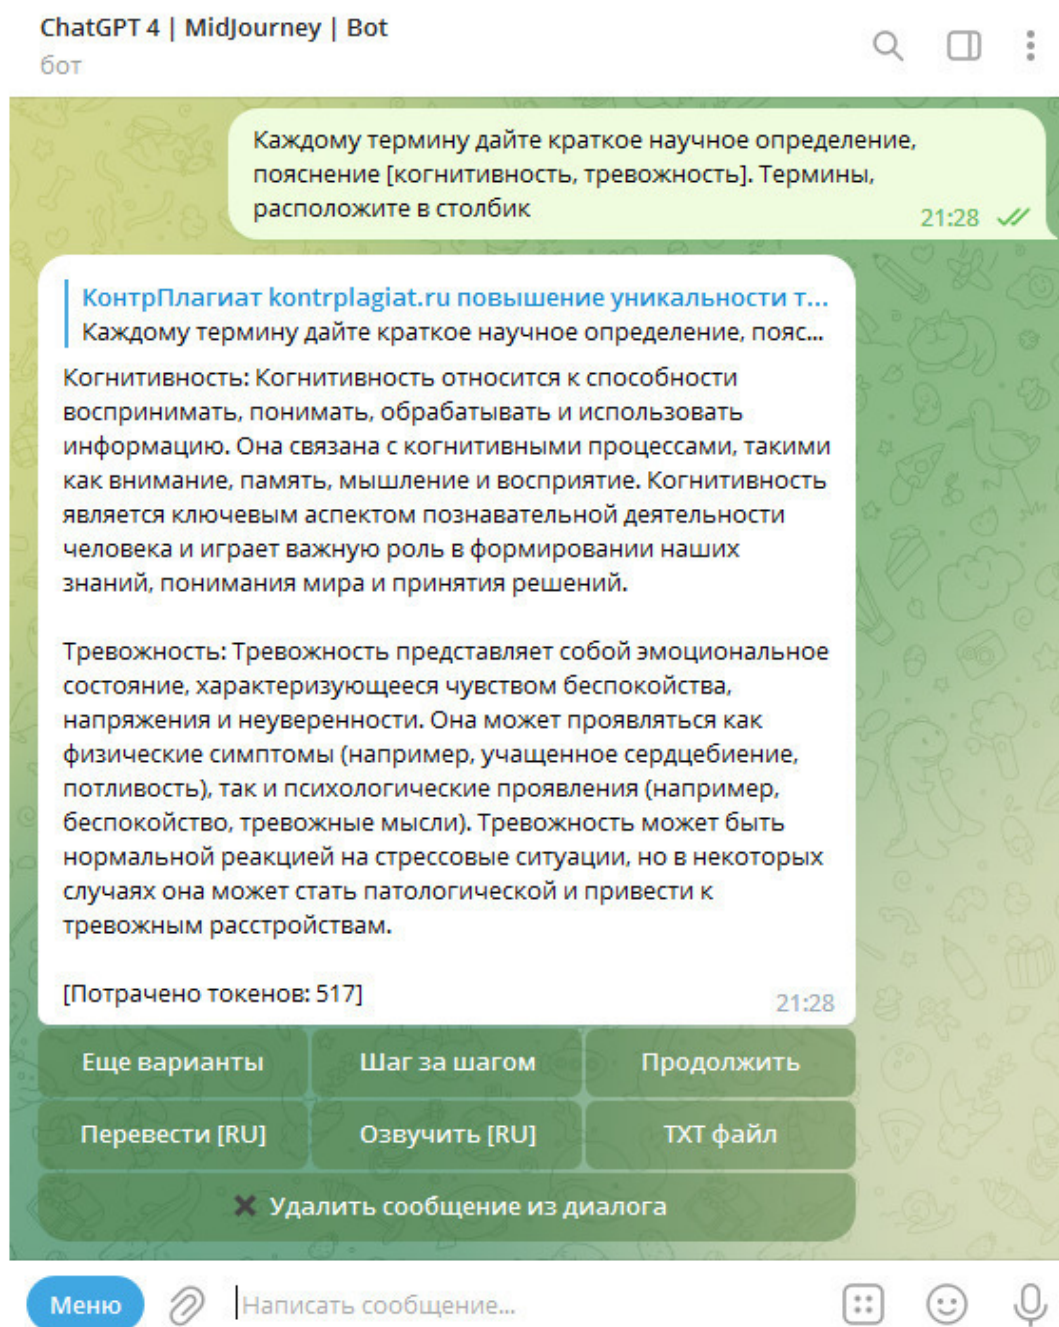 ChatGPT 4 | MidJourney | Bot
бот
Каждому термину дайте краткое научное определение,
пояснение [когнитивность, тревожность]. Термины,
расположите в столбик
21:28
КонтрПлагиат kontrplagiat.ru повышение уникальности т...
Каждому термину дайте краткое научное определение, пояс...
Когнитивность: Когнитивность относится к способности
воспринимать, понимать, обрабатывать и использовать
информацию. Она связана с когнитивными процессами, такими
как внимание, память, мышление и восприятие. Когнитивность
является ключевым аспектом познавательной деятельности
человека и играет важную роль в формировании наших
знаний, понимания мира и принятия решений.
Тревожность: Тревожность представляет собой эмоциональное
состояние, характеризующееся чувством беспокойства,
напряжения и неуверенности. Она может проявляться как
физические симптомы (например, учащенное сердцебиение,
потливость), так и психологические проявления (например,
беспокойство, тревожные мысли). Тревожность может быть
нормальной реакцией на стрессовые ситуации, но в некоторых
случаях она может стать патологической и привести к
тревожным расстройствам.
[Потрачено токенов: 517]
21:28
Еще варианты
Шаг за шагом
Продолжить
Перевести [RU]
Озвучить [RU]
TXT файл
Удалить сообщение из диалога
Меню
Написать сообщение...